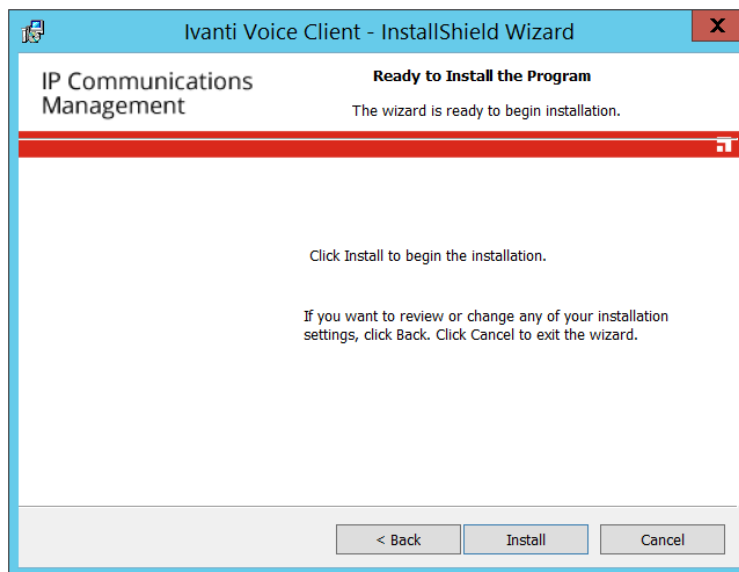 Ivanti Voice Client - InstallShield Wizard
X
IP Communications
Management
Ready to Install the Program
The wizard is ready to begin installation.
Click Install to begin the installation.
If you want to review or change any of your installation
settings, click Back. Click Cancel to exit the wizard.
< Back
Install
Cancel